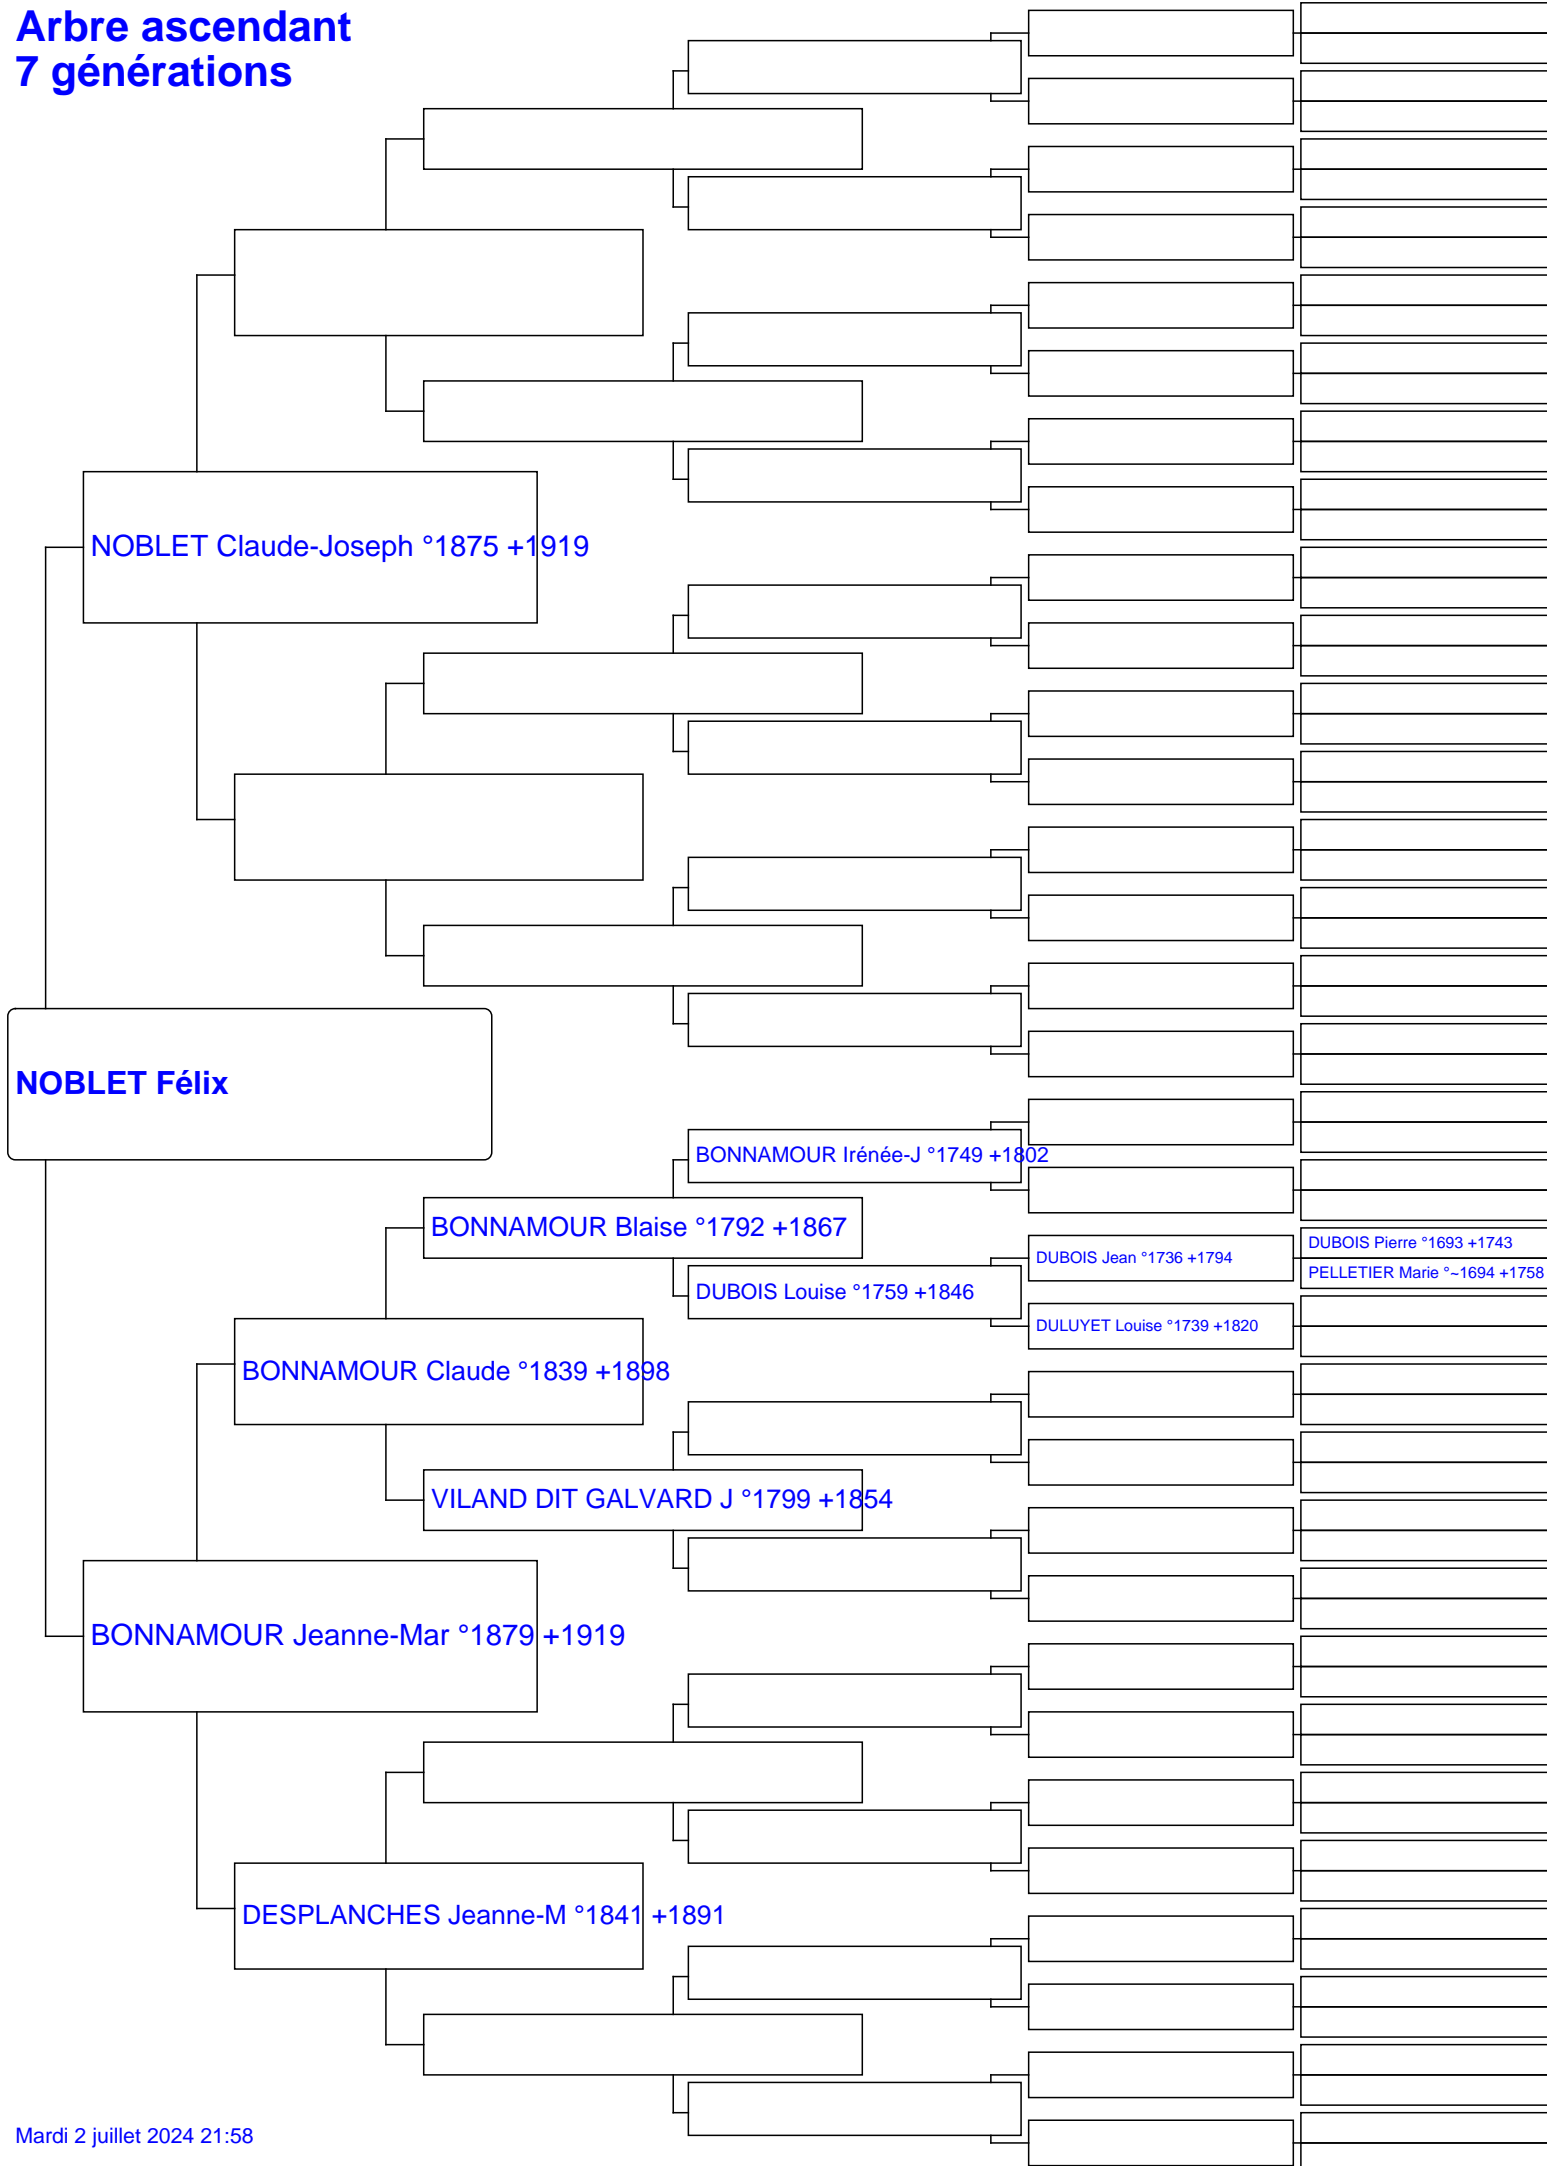 Arbre ascendant
7 générations
NOBLET Claude-Joseph °1875 +1919
NOBLET Félix
BONNAMOUR Irénée-J °1749 +1802
BONNAMOUR Blaise °1792 +1867
DUBOIS Jean °1736 +1794
DUBOIS Pierre °1693 +1743
PELLETIER Marie °~1694 +1758
DUBOIS Louise °1759 +1846
DULUYET Louise °1739 +1820
BONNAMOUR Claude °1839 +1898
VILAND DIT GALVARD J °1799 +1854
BONNAMOUR Jeanne-Mar °1879 +1919
DESPLANCHES Jeanne-M °1841 +1891
Mardi 2 juillet 2024 21:58